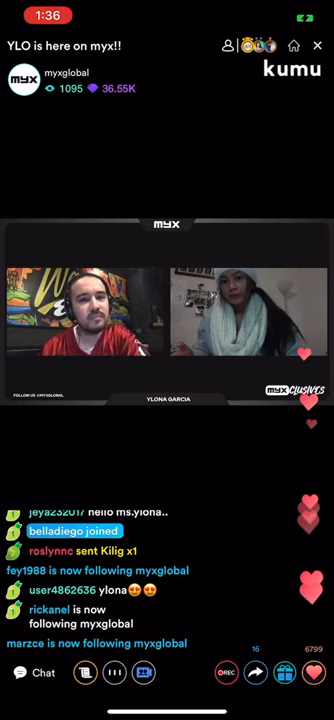 1:36
YLO is here on myx!!
kumu
myx
myxglobal
1095 36.55K
myx
FOLLOW US: @MYXGLOBAL
myxclusives
YLONA GARCIA
jeya232017 hello ms.ylona..
belladiego joined
roslynnc sent Kilig x1
fey1988 is now following myxglobal
user4862636 ylona😍😍
rickanel is now
following myxglobal
marzce is now following myxglobal
16
6799
Chat
REC